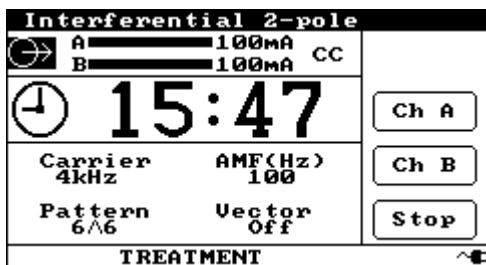 Interferential 2-pole
A 100mA CC
B 100mA
15:47
Ch A
Carrier AMF(Hz)
4kHz 100
Ch B
Pattern Vector
6/\6 Off
Stop
TREATMENT